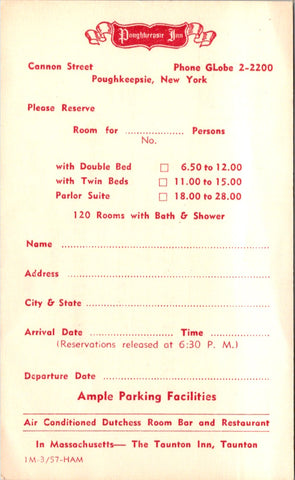 Poughkeepsie Inn
Cannon Street Phone GLobe 2-2200
Poughkeepsie, New York
Please Reserve
Room for .............. Persons
No.
with Double Bed □ 6.50 to 12.00
with Twin Beds □ 11.00 to 15.00
Parlor Suite □ 18.00 to 28.00
120 Rooms with Bath & Shower
Name ..............................
Address ..............................
City & State ..............................
Arrival Date .............. Time ..............
(Reservations released at 6:30 P. M.)
Departure Date ..............................
Ample Parking Facilities
Air Conditioned Dutchess Room Bar and Restaurant
In Massachusetts— The Taunton Inn, Taunton
1M-3/57-HAM